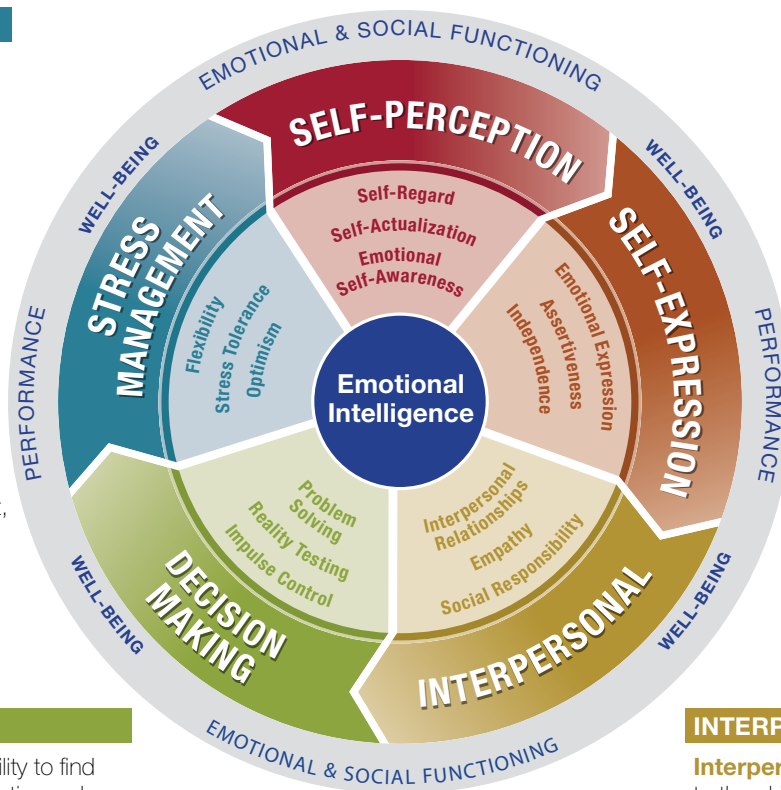 EMOTIONAL & SOCIAL FUNCTIONING
WELL-BEING
WELL-BEING
PERFORMANCE
PERFORMANCE
WELL-BEING
WELL-BEING
EMOTIONAL & SOCIAL FUNCTIONING
SELF-PERCEPTION
Self-Regard
Self-Actualization
Emotional
Self-Awareness
SELF-EXPRESSION
Emotional Expression
Assertiveness
Independence
INTERPERSONAL
Interpersonal
Relationships
Empathy
Social Responsibility
DECISION
MAKING
Problem
Solving
Reality Testing
Impulse Control
STRESS
MANAGEMENT
Flexibility
Stress Tolerance
Optimism
Emotional
Intelligence
ility to find
INTERP
Interper